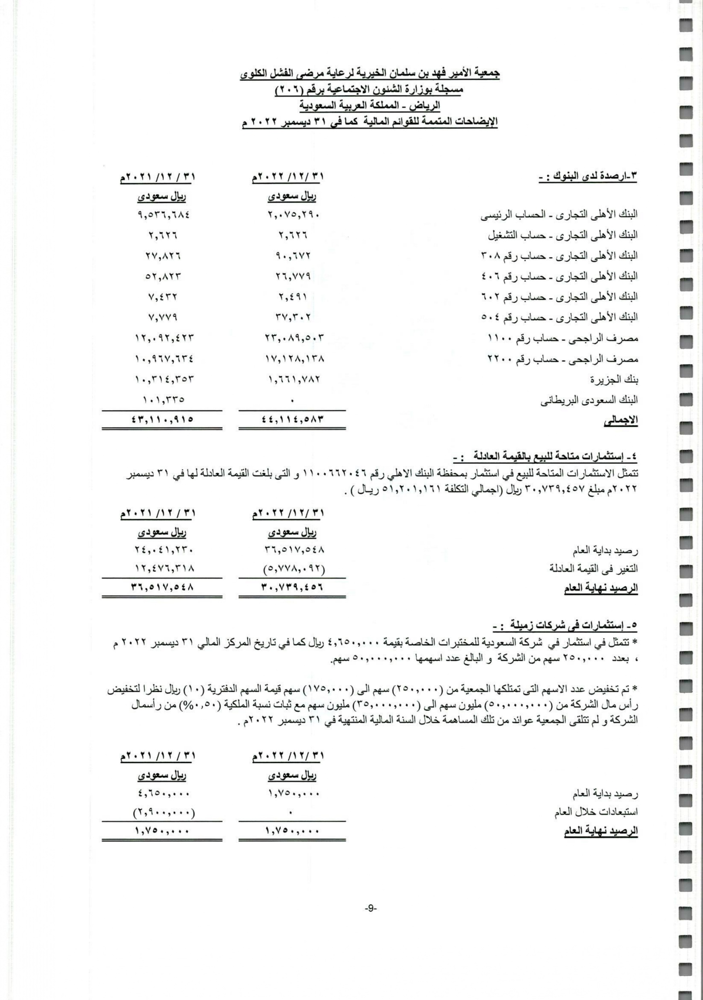 جمعية الأمير فهد بن سلمان الخيرية لرعاية مرضى الفشل الكلوى
مسجلة بوزارة الشئون الاجتماعية برقم (٢٠٦)
الرياض - المملكة العربية السعودية
الإيضاحات المتممة للقوائم المالية كما في ٣١ ديسمبر ٢٠٢٢ م
٣-ارصدة لدى البنوك : - ٣١ /١٢/ ٢٠٢٢م ٣١ / ١٢/ ٢٠٢١م
ريال سعودى ريال سعودى
البنك الأهلى التجارى - الحساب الرئيسى ٢,٠٧٥,٢٩٠ ٩,٥٣٦,٦٨٤
البنك الأهلى التجارى - حساب التشغيل ٢,٦٢٦ ٢,٦٢٦
البنك الأهلى التجارى - حساب رقم ٣٠٨ ٩٠,٦٧٢ ٢٧,٨٢٦
البنك الأهلى التجارى - حساب رقم ٤٠٦ ٢٦,٧٧٩ ٥٢,٨٢٣
البنك الأهلى التجارى - حساب رقم ٦٠٢ ٢,٤٩١ ٧,٤٣٢
البنك الأهلى التجارى - حساب رقم ٥٠٤ ٣٧,٣٠٢ ٧,٧٧٩
مصرف الراجحى - حساب رقم ١١٠٠ ٢٣,٠٨٩,٥٠٣ ١٢,٠٩٢,٤٢٣
مصرف الراجحى - حساب رقم ٢٢٠٠ ١٧,١٢٨,١٣٨ ١٠,٩٦٧,٦٣٤
بنك الجزيرة ١,٦٦١,٧٨٢ ١٠,٣١٤,٣٥٣
البنك السعودى البريطانى ٠ ١٠١,٣٣٥
الاجمالى ٤٤,١١٤,٥٨٣ ٤٣,١١٠,٩١٥
٤- إستثمارات متاحة للبيع بالقيمة العادلة : -
تتمثل الاستثمارات المتاحة للبيع في استثمار بمحفظة البنك الاهلي رقم ١١٠٠٦٦٢٠٤٦ و التى بلغت القيمة العادلة لها في ٣١ ديسمبر
٢٠٢٢م مبلغ ٣٠,٧٣٩,٤٥٧ ريال (اجمالي التكلفة ٥١,٢٠١,١٦١ ريال ) .
٣١ /١٢/ ٢٠٢٢م ٣١ / ١٢/ ٢٠٢١م
ريال سعودى ريال سعودى
رصيد بداية العام ٣٦,٥١٧,٥٤٨ ٢٤,٠٤١,٢٣٠
التغير فى القيمة العادلة (٥,٧٧٨,٠٩٢) ١٢,٤٧٦,٣١٨
الرصيد نهاية العام ٣٠,٧٣٩,٤٥٦ ٣٦,٥١٧,٥٤٨
٥- إستثمارات فى شركات زميلة : -
* تتمثل في استثمار في شركة السعودية للمختبرات الخاصة بقيمة ٤,٦٥٠,٠٠٠ ريال كما في تاريخ المركز المالي ٣١ ديسمبر ٢٠٢٢ م
، بعدد ٢٥٠,٠٠٠ سهم من الشركة و البالغ عدد اسهمها ٥٠,٠٠٠,٠٠٠ سهم.
* تم تخفيض عدد الاسهم التى تمتلكها الجمعية من (٢٥٠,٠٠٠) سهم الى (١٧٥,٠٠٠) سهم قيمة السهم الدفترية (١٠) ريال نظرا لتخفيض
رأس مال الشركة من (٥٠,٠٠٠,٠٠٠) مليون سهم الى (٣٥,٠٠٠,٠٠٠) مليون سهم مع ثبات نسبة الملكية (٠,٥٠%) من رأسمال
الشركة و لم تتلقى الجمعية عوائد من تلك المساهمة خلال السنة المالية المنتهية في ٣١ ديسمبر ٢٠٢٢م .
٣١ /١٢/ ٢٠٢٢م ٣١ / ١٢/ ٢٠٢١م
ريال سعودى ريال سعودى
رصيد بداية العام ١,٧٥٠,٠٠٠ ٤,٦٥٠,٠٠٠
استبعادات خلال العام ٠ (٢,٩٠٠,٠٠٠)
الرصيد نهاية العام ١,٧٥٠,٠٠٠ ١,٧٥٠,٠٠٠
-9-